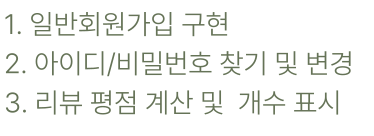 1. 일반회원가입 구현
2. 아이디/비밀번호 찾기 및 변경
3. 리뷰 평점 계산 및  개수 표시